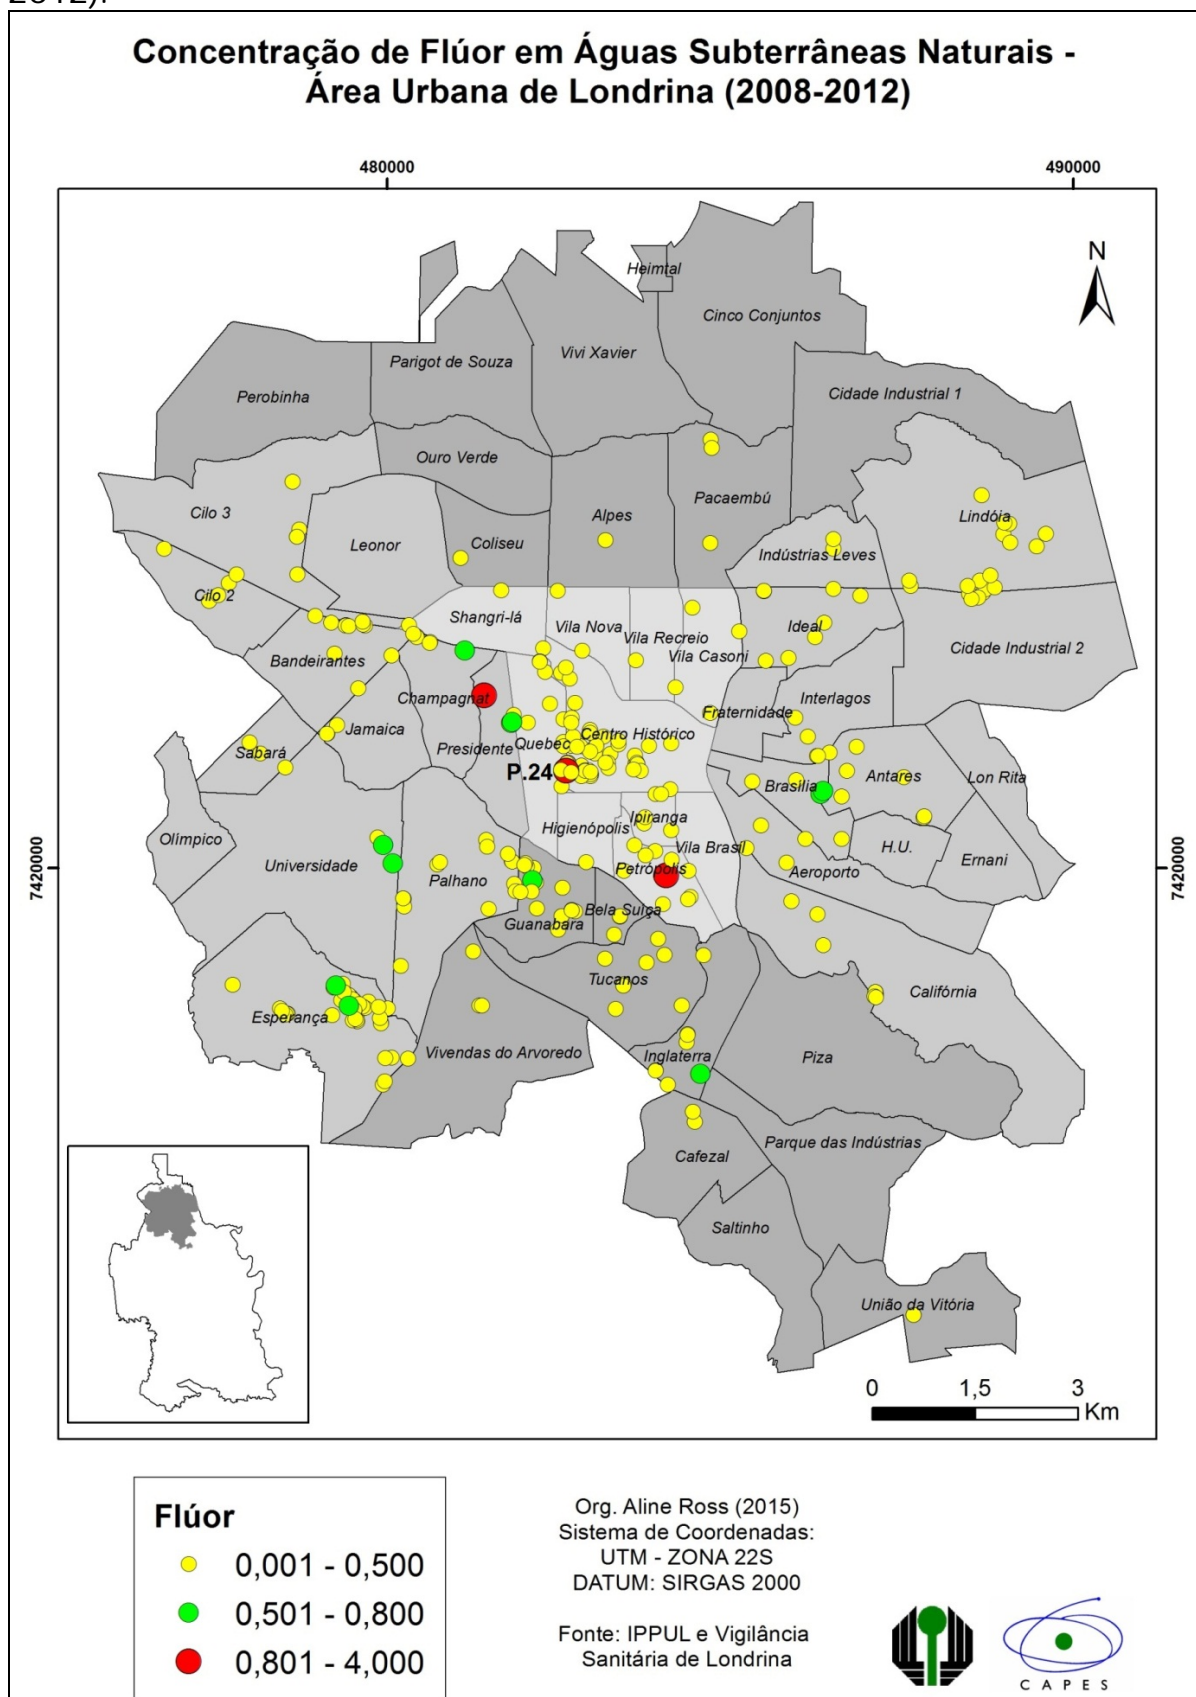 2012).
Concentração de Flúor em Águas Subterrâneas Naturais -
Área Urbana de Londrina (2008-2012)
480000
490000
N
Heimtal
Cinco Conjuntos
Vivi Xavier
Parigot de Souza
Cidade Industrial 1
Perobinha
Ouro Verde
Pacaembú
Cilo 3
Alpes
Lindóia
Leonor
Coliseu
Indústrias Leves
Cilo 2
Shangri-lá
Vila Nova
Ideal
Vila Recreio
Cidade Industrial 2
Bandeirantes
Vila Casoni
Champagnat
Interlagos
Fraternidade
Jamaica
Centro Histórico
Presidente
Quebec
Sabará
P.24
Antares
Lon Rita
Brasília
Ipiranga
Higienópolis
Olímpico
Vila Brasil
H.U.
Ernani
Universidade
7420000
7420000
Petrópolis
Aeroporto
Palhano
Bela Suiça
Guanabara
Tucanos
Califórnia
Esperança
Vivendas do Arvoredo
Inglaterra
Piza
Parque das Indústrias
Cafezal
Saltinho
União da Vitória
0 1,5 3
Km
Flúor
0,001 - 0,500
0,501 - 0,800
0,801 - 4,000
Org. Aline Ross (2015)
Sistema de Coordenadas:
UTM - ZONA 22S
DATUM: SIRGAS 2000
Fonte: IPPUL e Vigilância
Sanitária de Londrina
CAPES